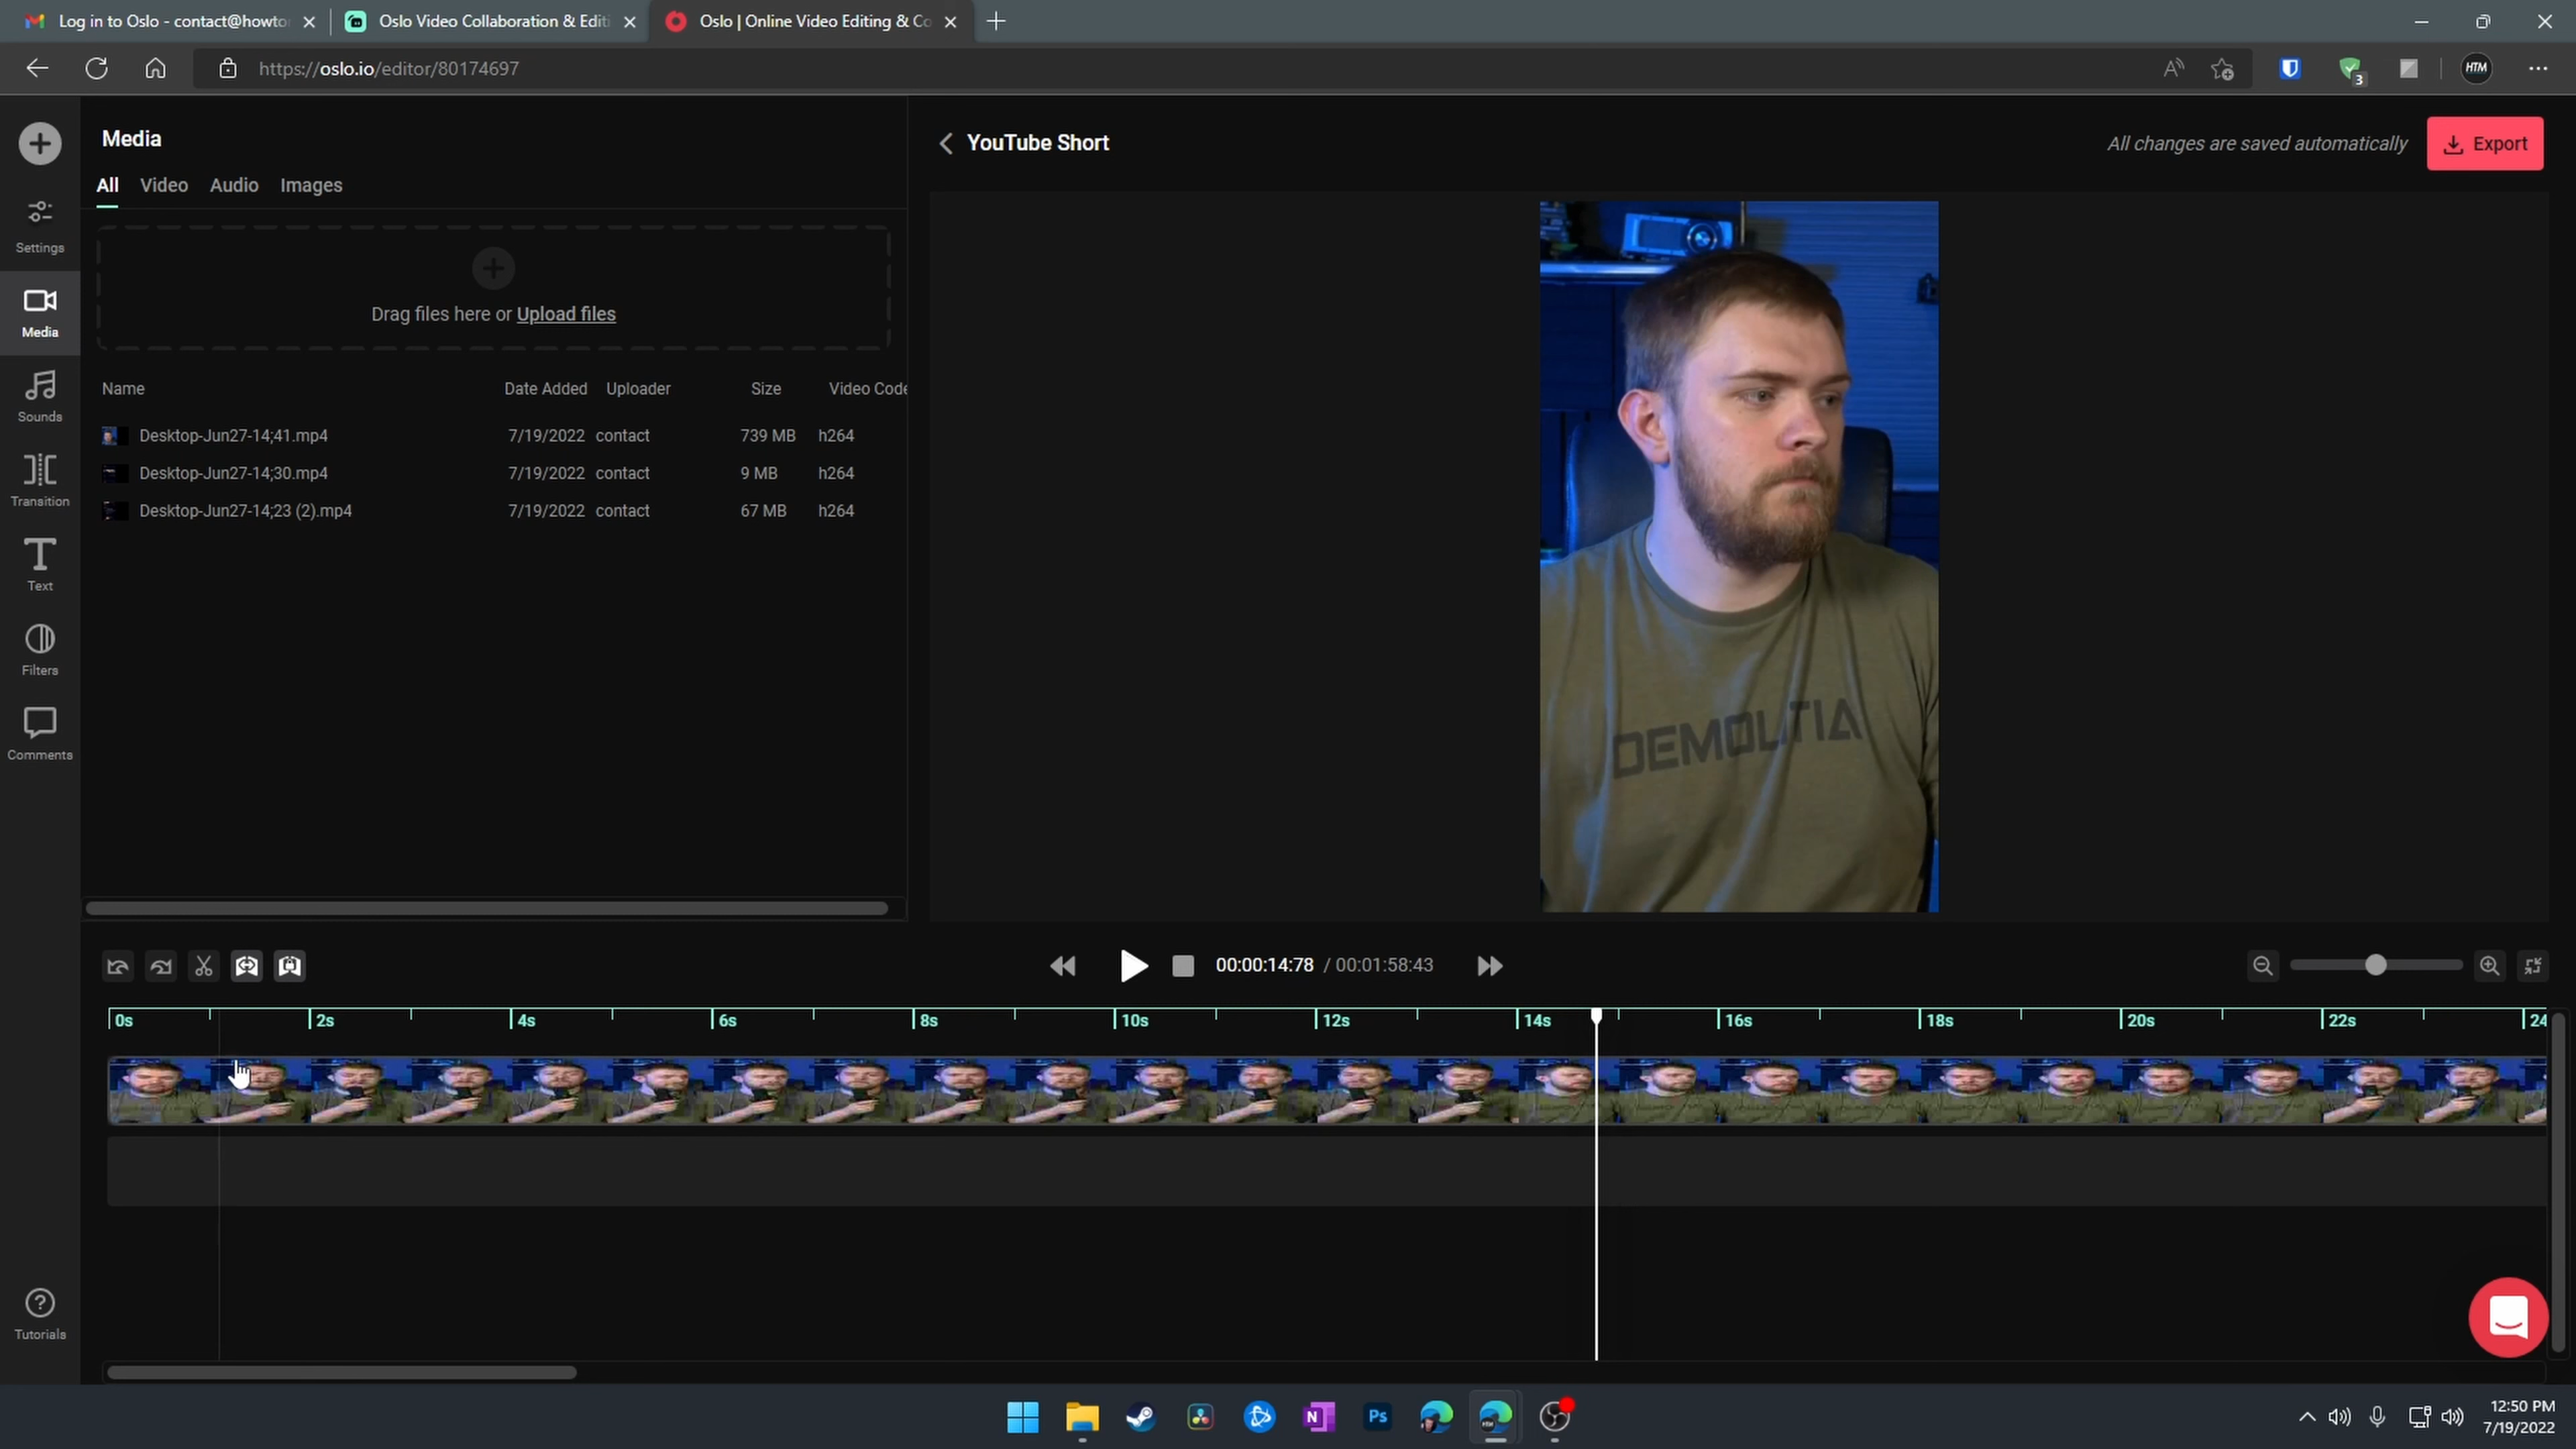 Log in to Oslo - contact@howto
Oslo Video Collaboration & Editi
Oslo | Online Video Editing & Co
https://oslo.io/editor/80174697
3
HTM
Media
All Video Audio Images
Drag files here or Upload files
Name Date Added Uploader Size Video Code
Desktop-Jun27-14;41.mp4 7/19/2022 contact 739 MB h264
Desktop-Jun27-14;30.mp4 7/19/2022 contact 9 MB h264
Desktop-Jun27-14;23 (2).mp4 7/19/2022 contact 67 MB h264
Settings
Media
Sounds
Transition
Text
Filters
Comments
Tutorials
YouTube Short
All changes are saved automatically
Export
DEMOLITIA
00:00:14:78 / 00:01:58:43
0s 2s 4s 6s 8s 10s 12s 14s 16s 18s 20s 22s 24
N
Ps
12:50 PM
7/19/2022